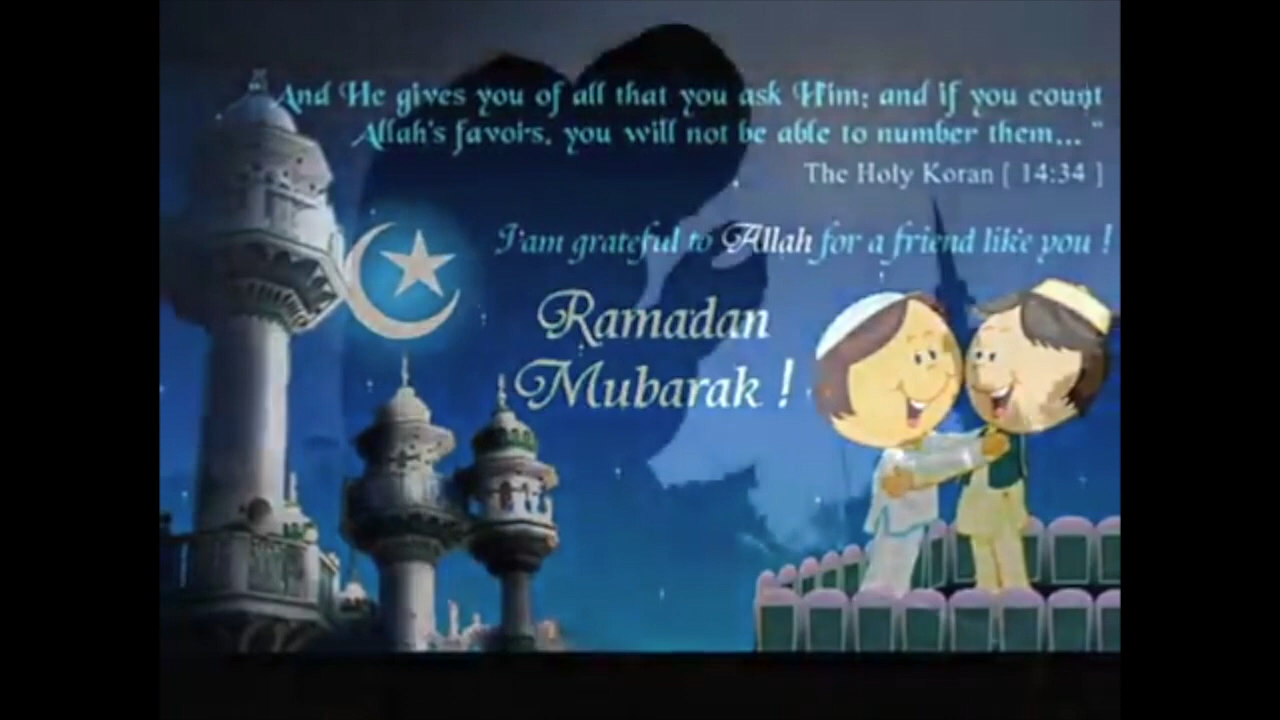 "And He gives you of all that you ask Him; and if you count
Allah's favors, you will not be able to number them..."
The Holy Koran [ 14:34 ]
I am grateful to Allah for a friend like you !
Ramadan
Mubarak !